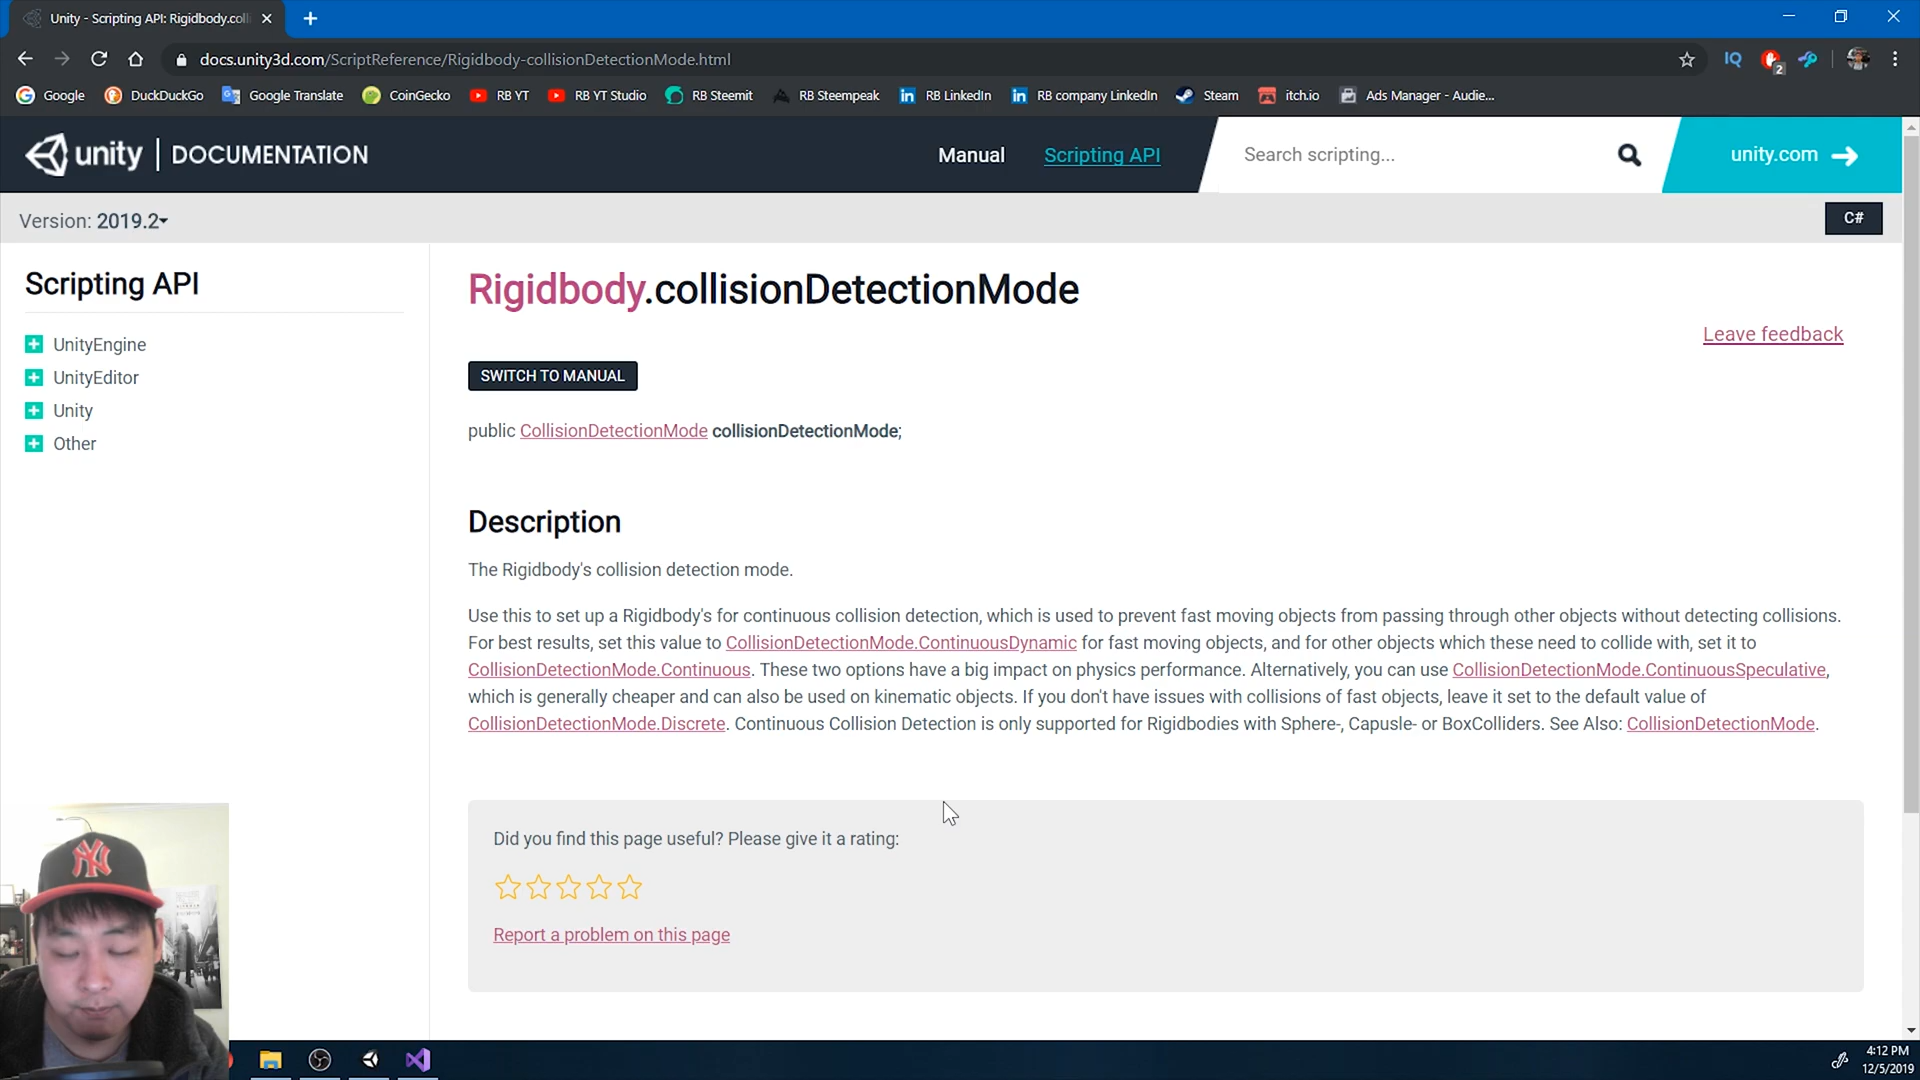 Unity - Scripting API: Rigidbody.coll
docs.unity3d.com/ScriptReference/Rigidbody-collisionDetectionMode.html
IQ
2
Google
DuckDuckGo
Google Translate
CoinGecko
RB YT
RB YT Studio
RB Steemit
RB Steempeak
RB LinkedIn
RB company LinkedIn
Steam
itch.io
Ads Manager - Audie...
unity | DOCUMENTATION
Manual
Scripting API
Search scripting...
unity.com
Version: 2019.2
C#
Scripting API
UnityEngine
UnityEditor
Unity
Other
Rigidbody.collisionDetectionMode
Leave feedback
SWITCH TO MANUAL
public CollisionDetectionMode collisionDetectionMode;
Description
The Rigidbody's collision detection mode.
Use this to set up a Rigidbody's for continuous collision detection, which is used to prevent fast moving objects from passing through other objects without detecting collisions.
For best results, set this value to CollisionDetectionMode.ContinuousDynamic for fast moving objects, and for other objects which these need to collide with, set it to
CollisionDetectionMode.Continuous. These two options have a big impact on physics performance. Alternatively, you can use CollisionDetectionMode.ContinuousSpeculative,
which is generally cheaper and can also be used on kinematic objects. If you don't have issues with collisions of fast objects, leave it set to the default value of
CollisionDetectionMode.Discrete. Continuous Collision Detection is only supported for Rigidbodies with Sphere-, Capusle- or BoxColliders. See Also: CollisionDetectionMode.
Did you find this page useful? Please give it a rating:
Report a problem on this page
NY
4:12 PM
12/5/2019